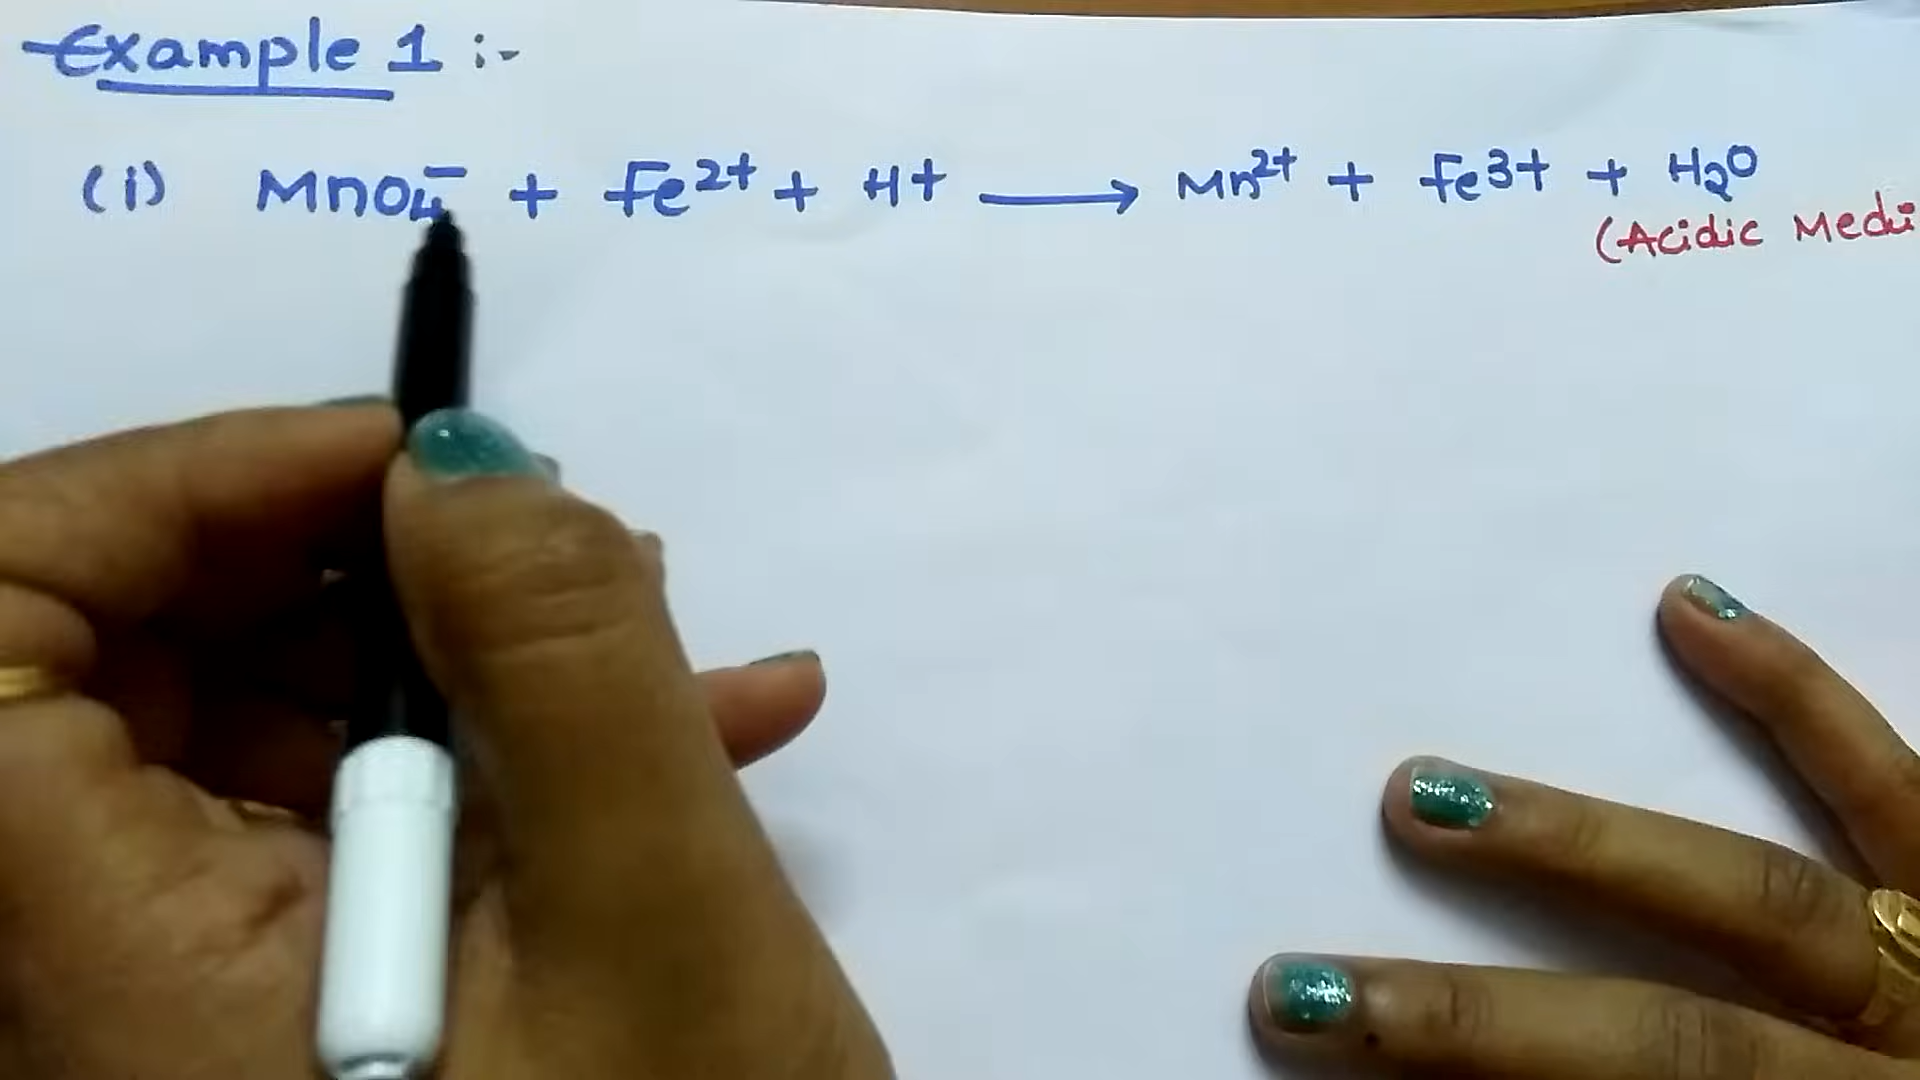 Example 1 :-
(i) MnO₄⁻ + Fe²⁺ + H⁺ ⟶ Mn²⁺ + Fe³⁺ + H₂O
(Acidic Medi